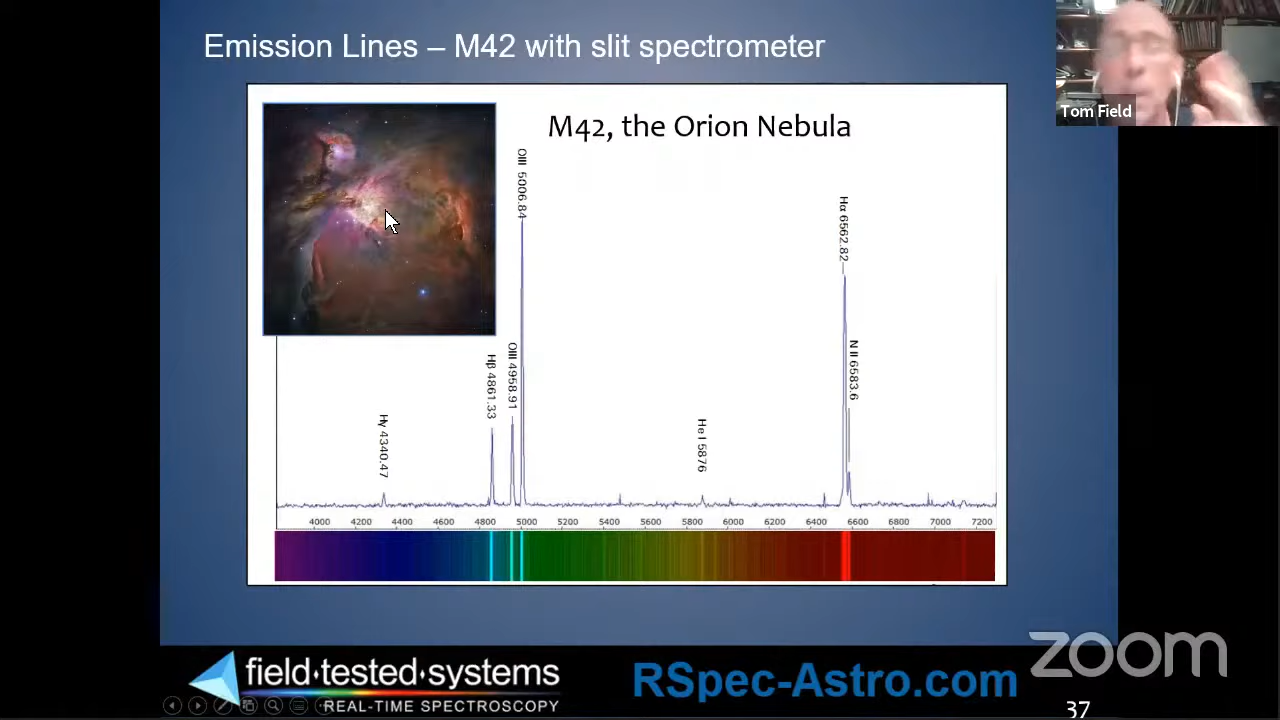 Emission Lines – M42 with slit spectrometer
Tom Field
M42, the Orion Nebula
OIII 5006.84
Hα 6562.82
OIII 4958.91
N II 6583.6
Hβ 4861.33
Hγ 4340.47
He I 5876
4000 4200 4400 4600 4800 5000 5200 5400 5600 5800 6000 6200 6400 6600 6800 7000 7200
zoom
field·tested·systems
REAL-TIME SPECTROSCOPY
RSpec-Astro.com
37